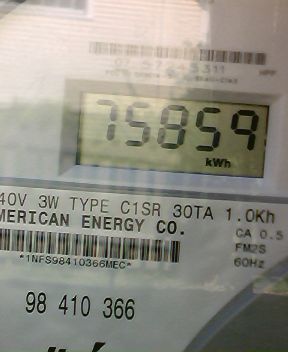 75859
kWh
40V 3W TYPE C1SR 30TA 1.0Kh
MERICAN ENERGY CO.
CA 0.5
FM2S
*1NFS98410366MEC*
60Hz
98 410 366